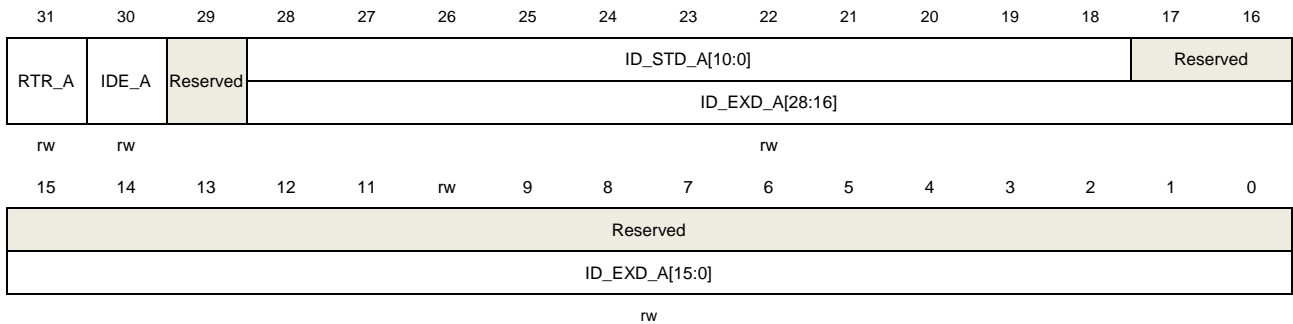 31 30 29 28 27 26 25 24 23 22 21 20 19 18 17 16
RTR_A IDE_A Reserved ID_STD_A[10:0] Reserved
ID_EXD_A[28:16]
rw rw rw
15 14 13 12 11 rw 9 8 7 6 5 4 3 2 1 0
Reserved
ID_EXD_A[15:0]
rw